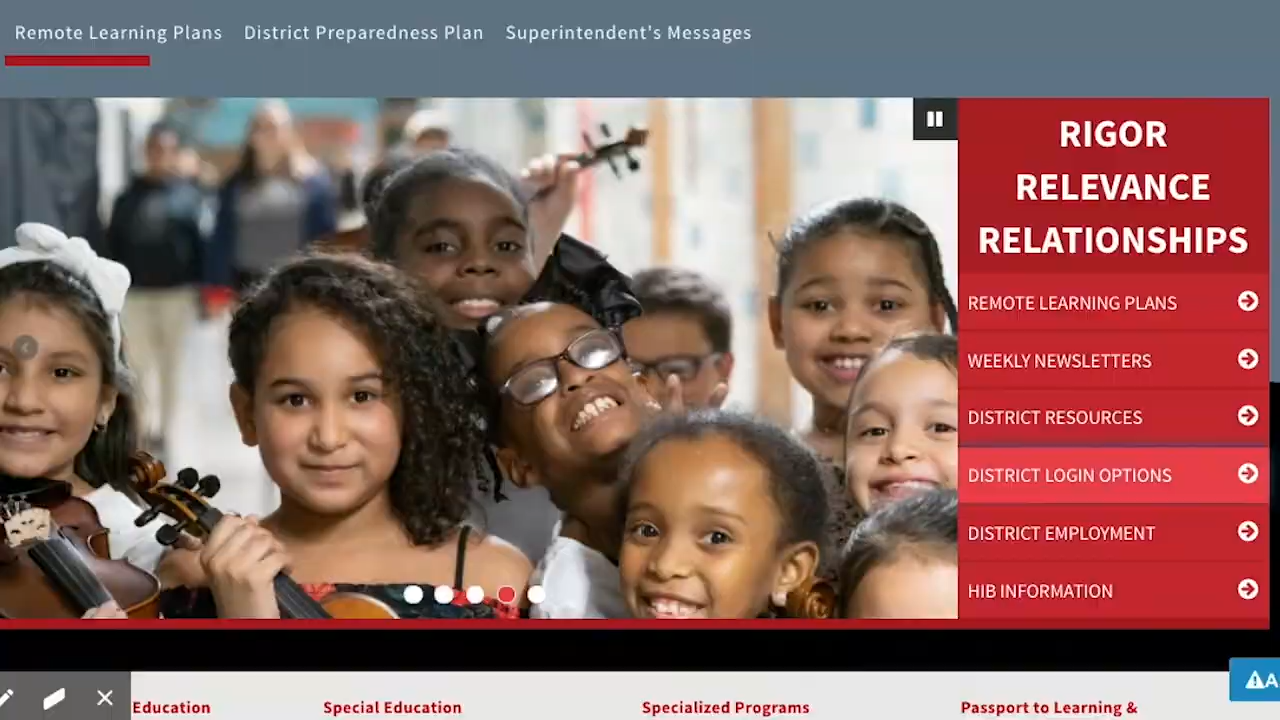 Remote Learning Plans District Preparedness Plan Superintendent's Messages
RIGOR
RELEVANCE
RELATIONSHIPS
REMOTE LEARNING PLANS
WEEKLY NEWSLETTERS
DISTRICT RESOURCES
DISTRICT LOGIN OPTIONS
DISTRICT EMPLOYMENT
HIB INFORMATION
A
Education Special Education Specialized Programs Passport to Learning &